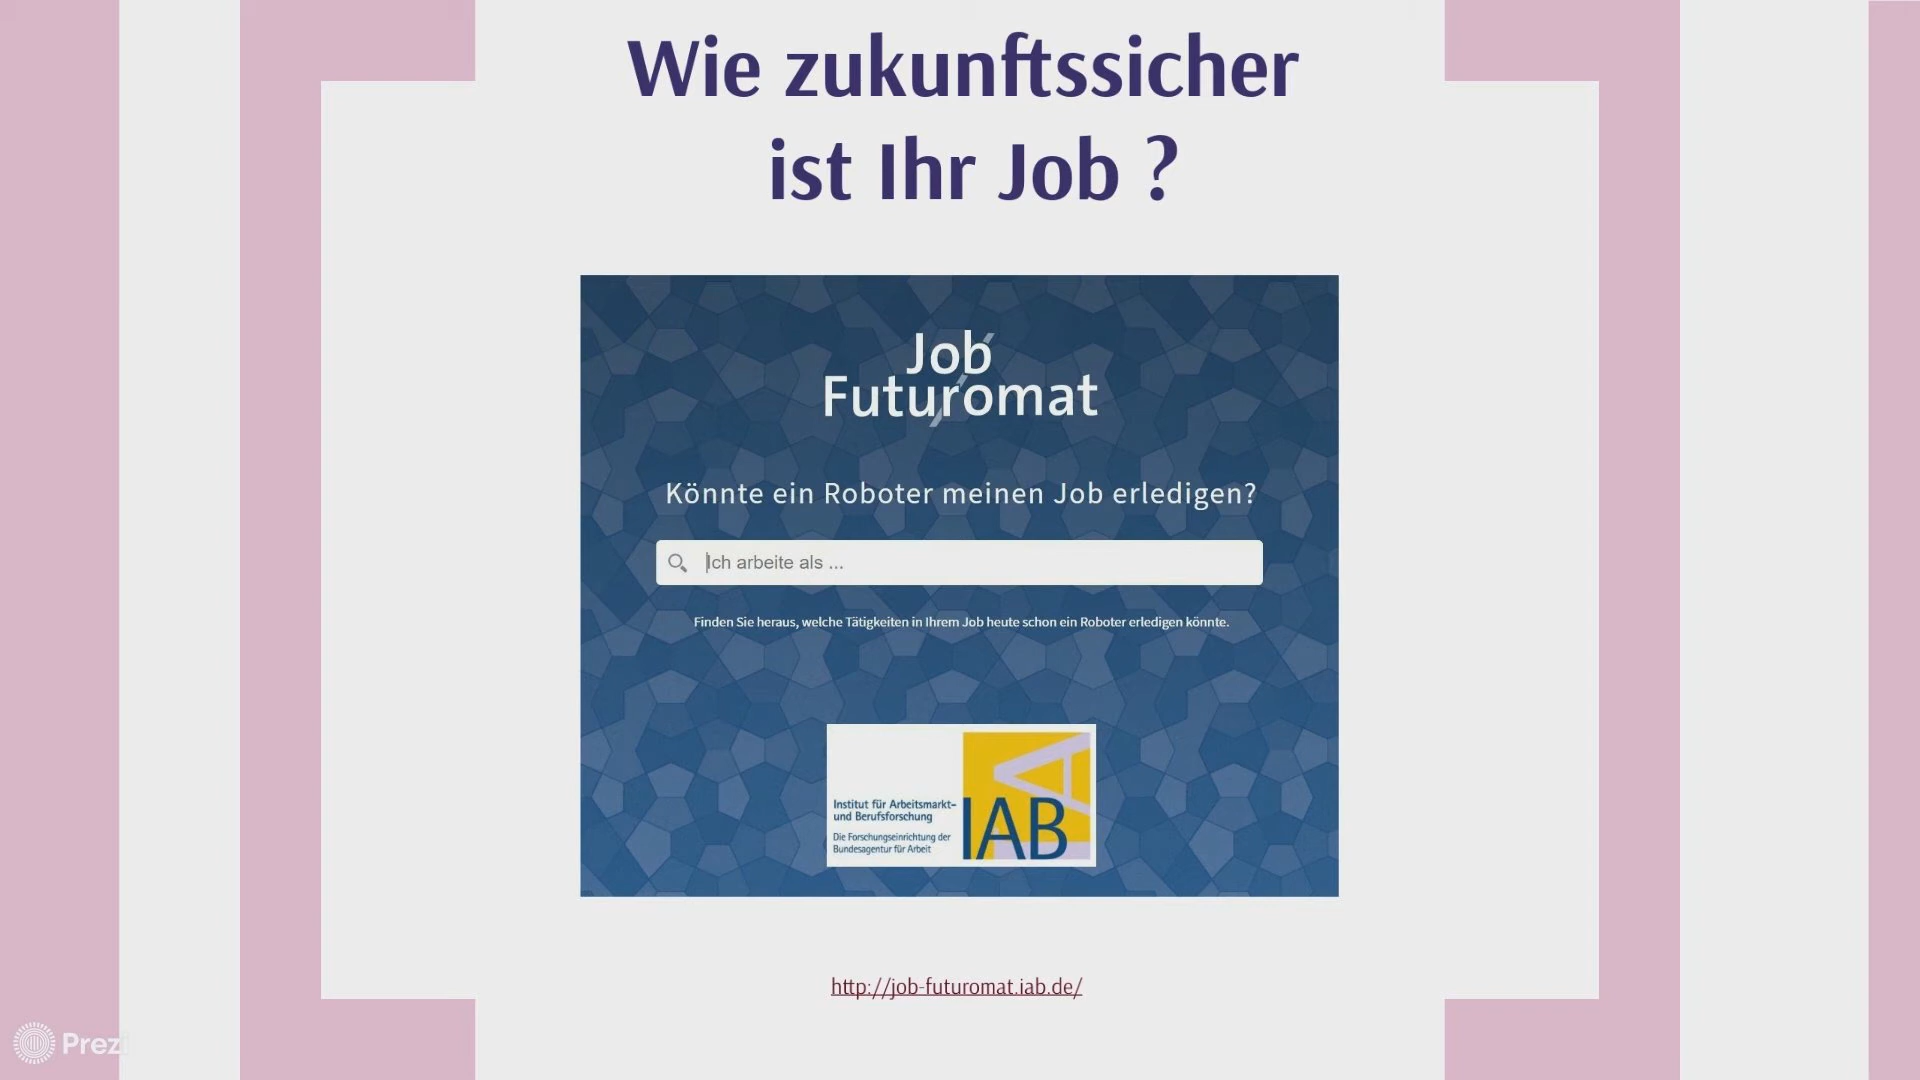 Wie zukunftssicher
ist Ihr Job ?
Job
Futuromat
Könnte ein Roboter meinen Job erledigen?
Ich arbeite als ...
Finden Sie heraus, welche Tätigkeiten in Ihrem Job heute schon ein Roboter erledigen könnte.
Institut für Arbeitsmarkt-
und Berufsforschung
Die Forschungseinrichtung der
Bundesagentur für Arbeit
IAB
http://job-futuromat.iab.de/
Prezi